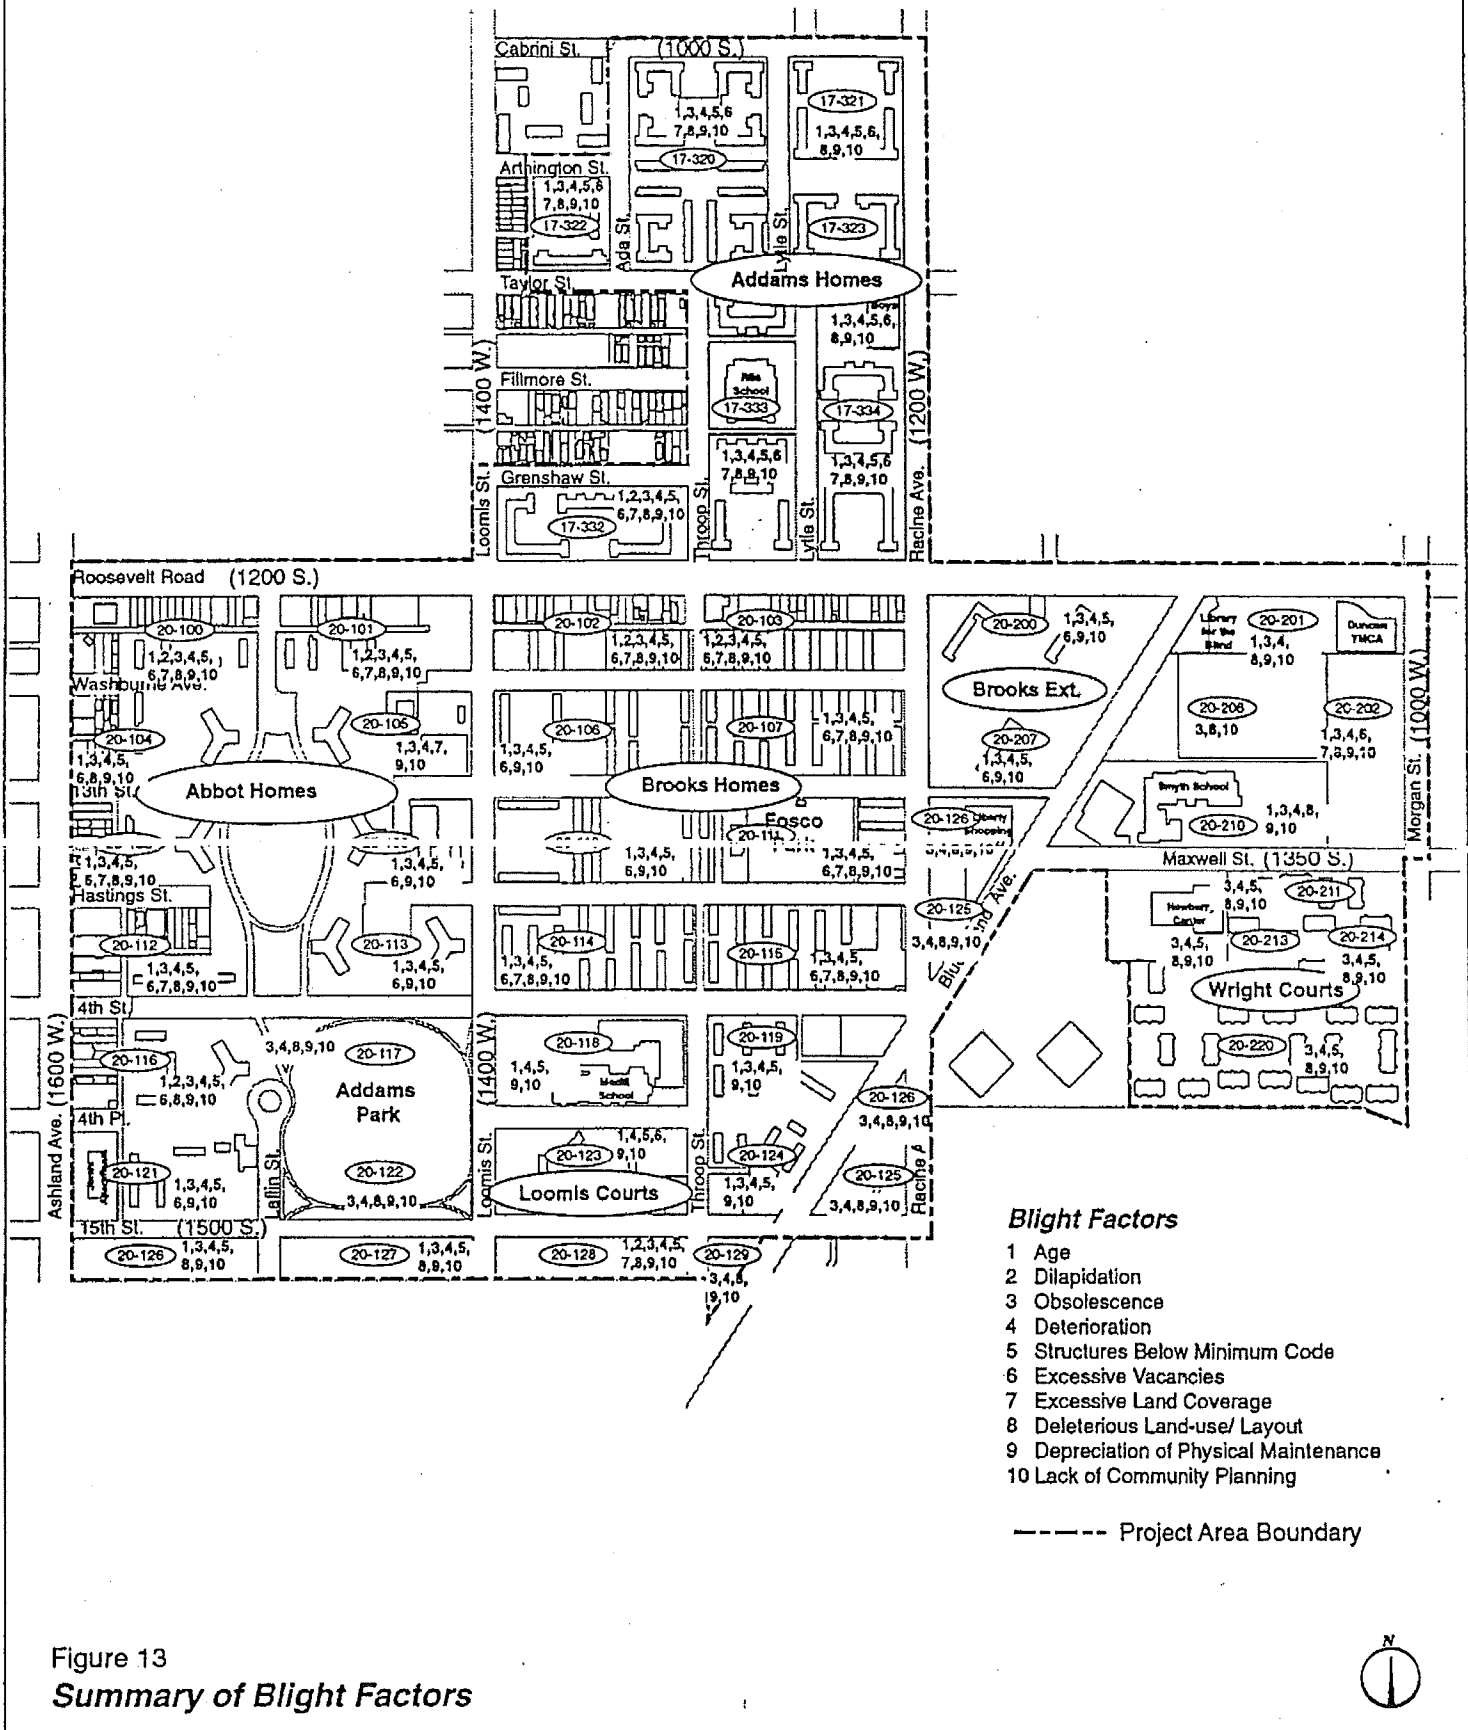 Cabrini St.
(1000 S.)
17-321
1,3,4,5,6
7,8,9,10
1,3,4,5,6,
8,9,10
17-320
Arthington St.
1,3,4,5,6
7,8,9,10
17-322
Ada St.
Lytle St.
17-323
Addams Homes
Taylor St.
1,3,4,5,6,
8,9,10
(1400 W.)
(1200 W.)
Fillmore St.
School
17-333
17-334
1,3,4,5,6
7,8,9,10
1,3,4,5,6
7,8,9,10
Grenshaw St.
Loomis St.
1,2,3,4,5,
6,7,8,9,10
17-332
Throop St.
Lytle St.
Racine Ave.
Roosevelt Road (1200 S.)
20-100
20-101
20-102
20-103
20-200
1,3,4,5,
6,9,10
Library
for the
Blind
20-201
1,3,4,
8,9,10
Duncan
YMCA
1,2,3,4,5,
6,7,8,9,10
1,2,3,4,5,
6,7,8,9,10
1,2,3,4,5,
6,7,8,9,10
1,2,3,4,5,
6,7,8,9,10
Washburne Ave.
Brooks Ext.
20-104
1,3,4,5,
6,8,9,10
20-105
1,3,4,7,
9,10
20-106
1,3,4,5,
6,9,10
20-107
1,3,4,5,
6,7,8,9,10
20-207
1,3,4,5,
6,9,10
20-206
3,8,10
20-202
1,3,4,6,
7,8,9,10
Morgan St. (1000 W.)
13th St.
Abbot Homes
Brooks Homes
Smyth School
20-210
1,3,4,8,
9,10
Fosco
20-111
20-126
Liberty
Shopping
3,4,8,9,10
1,3,4,5,
6,7,8,9,10
1,3,4,5,
6,9,10
1,3,4,5,
6,9,10
1,3,4,5,
6,7,8,9,10
Maxwell St. (1350 S.)
Hastings St.
20-112
1,3,4,5,
6,7,8,9,10
20-113
1,3,4,5,
6,9,10
20-114
1,3,4,5,
6,7,8,9,10
20-115
1,3,4,5,
6,7,8,9,10
20-125
3,4,8,9,10
Newberry
Center
3,4,5,
8,9,10
20-211
3,4,5,
8,9,10
20-213
20-214
3,4,5,
8,9,10
Wright Courts
4th St.
Ashland Ave. (1600 W.)
20-116
1,2,3,4,5,
6,8,9,10
3,4,8,9,10
20-117
Addams
Park
(1400 W.)
20-118
1,4,5,
9,10
Medill
School
20-119
1,3,4,5,
9,10
20-126
3,4,8,9,10
20-220
3,4,5,
8,9,10
4th Pl.
20-121
1,3,4,5,
6,9,10
Laflin St.
20-122
3,4,8,9,10
Loomis St.
20-123
1,4,5,6,
9,10
Loomis Courts
Throop St.
20-124
1,3,4,5,
9,10
20-125
3,4,8,9,10
Racine A
15th St. (1500 S.)
20-126
1,3,4,5,
8,9,10
20-127
1,3,4,5,
8,9,10
20-128
1,2,3,4,5,
7,8,9,10
20-129
3,4,8,
9,10
Blight Factors
1 Age
2 Dilapidation
3 Obsolescence
4 Deterioration
5 Structures Below Minimum Code
6 Excessive Vacancies
7 Excessive Land Coverage
8 Deleterious Land-use/ Layout
9 Depreciation of Physical Maintenance
10 Lack of Community Planning
Project Area Boundary
Figure 13
Summary of Blight Factors
N